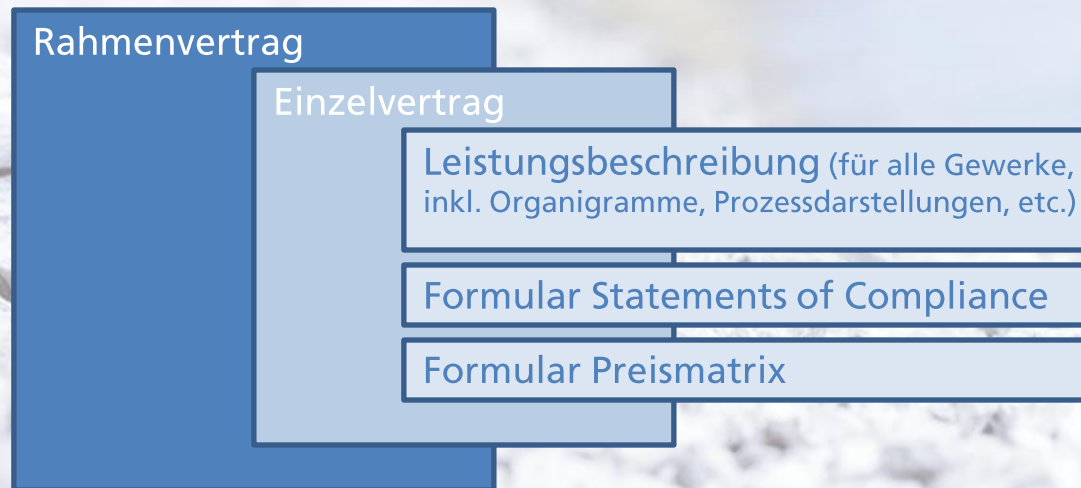 Rahmenvertrag
Einzelvertrag
Leistungsbeschreibung (für alle Gewerke,
inkl. Organigramme, Prozessdarstellungen, etc.)
Formular Statements of Compliance
Formular Preismatrix